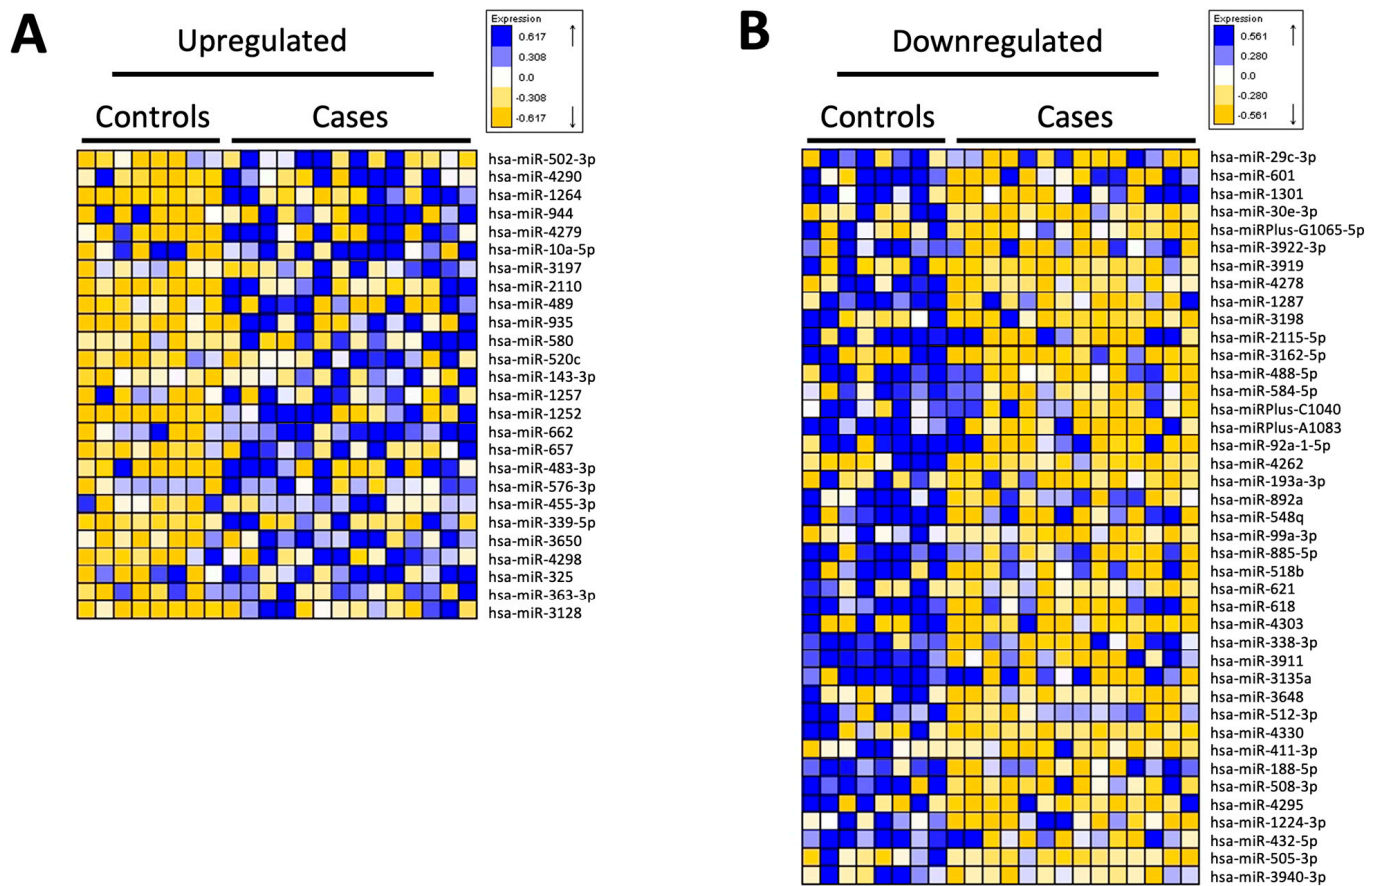 A
Upregulated
Controls
Cases
Expression
0.617
0.308
0.0
-0.308
-0.617
hsa-miR-502-3p
hsa-miR-4290
hsa-miR-1264
hsa-miR-944
hsa-miR-4279
hsa-miR-10a-5p
hsa-miR-3197
hsa-miR-2110
hsa-miR-489
hsa-miR-935
hsa-miR-580
hsa-miR-520c
hsa-miR-143-3p
hsa-miR-1257
hsa-miR-1252
hsa-miR-662
hsa-miR-657
hsa-miR-483-3p
hsa-miR-576-3p
hsa-miR-455-3p
hsa-miR-339-5p
hsa-miR-3650
hsa-miR-4298
hsa-miR-325
hsa-miR-363-3p
hsa-miR-3128
B
Downregulated
Controls
Cases
Expression
0.561
0.280
0.0
-0.280
-0.561
hsa-miR-29c-3p
hsa-miR-601
hsa-miR-1301
hsa-miR-30e-3p
hsa-miRPlus-G1065-5p
hsa-miR-3922-3p
hsa-miR-3919
hsa-miR-4278
hsa-miR-1287
hsa-miR-3198
hsa-miR-2115-5p
hsa-miR-3162-5p
hsa-miR-488-5p
hsa-miR-584-5p
hsa-miRPlus-C1040
hsa-miRPlus-A1083
hsa-miR-92a-1-5p
hsa-miR-4262
hsa-miR-193a-3p
hsa-miR-892a
hsa-miR-548q
hsa-miR-99a-3p
hsa-miR-885-5p
hsa-miR-518b
hsa-miR-621
hsa-miR-618
hsa-miR-4303
hsa-miR-338-3p
hsa-miR-3911
hsa-miR-3135a
hsa-miR-3648
hsa-miR-512-3p
hsa-miR-4330
hsa-miR-411-3p
hsa-miR-188-5p
hsa-miR-508-3p
hsa-miR-4295
hsa-miR-1224-3p
hsa-miR-432-5p
hsa-miR-505-3p
hsa-miR-3940-3p